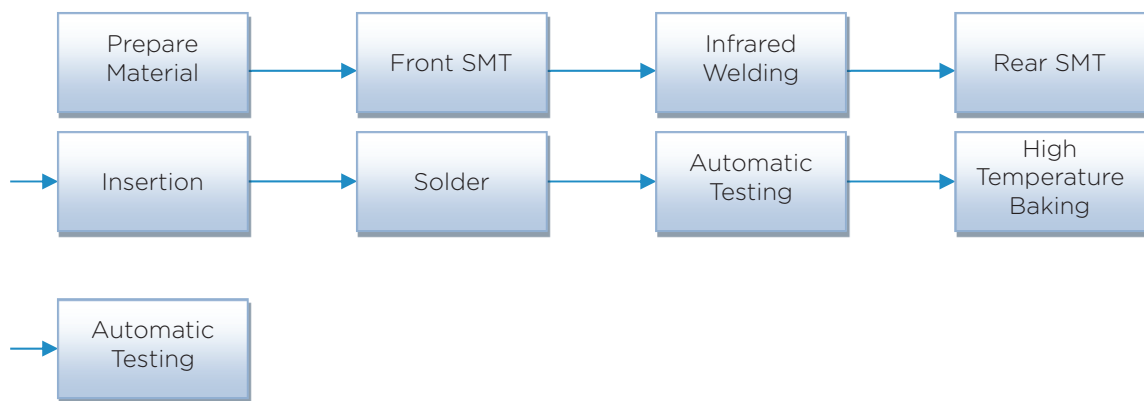 Prepare
Material
Front SMT
Infrared
Welding
Rear SMT
Insertion
Solder
Automatic
Testing
High
Temperature
Baking
Automatic
Testing